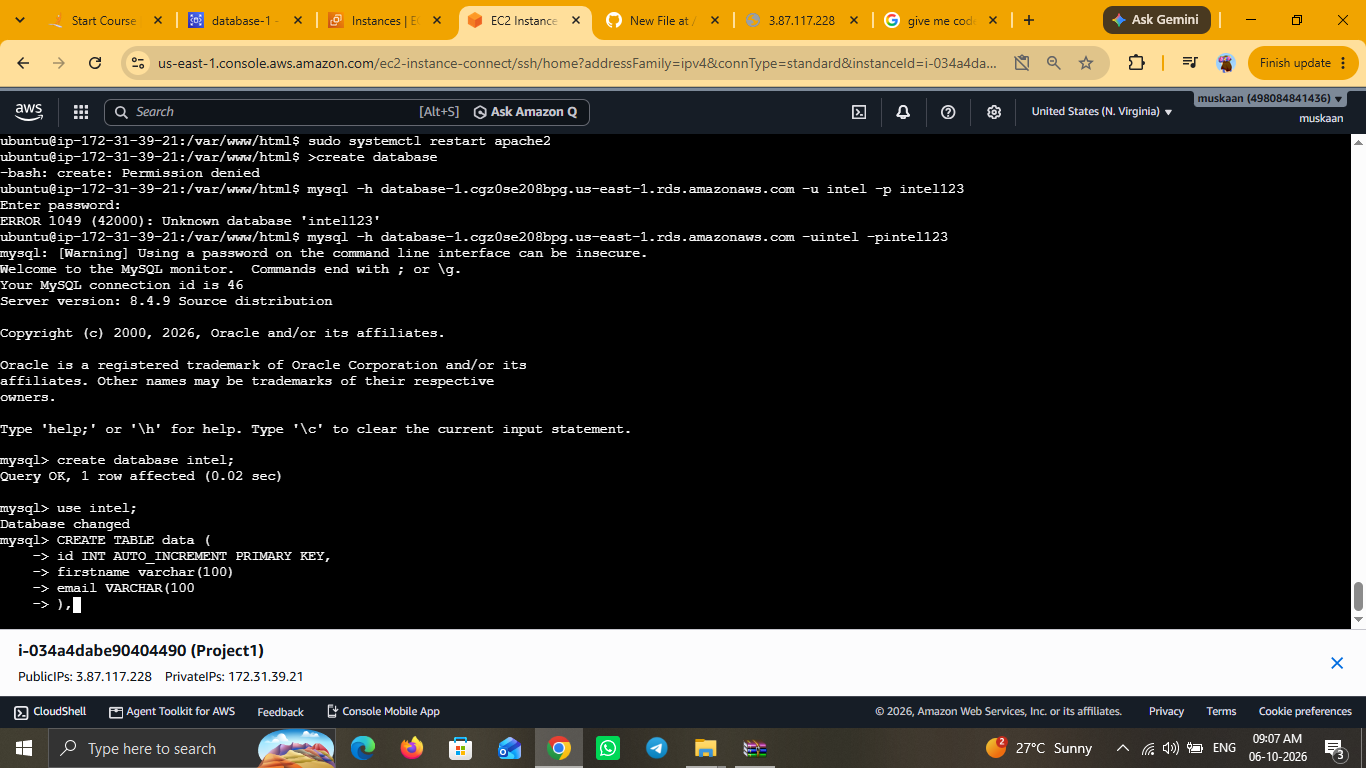 Start Course
database-1 -
Instances | E
EC2 Instance
New File at /
3.87.117.228
give me cod
Ask Gemini
us-east-1.console.aws.amazon.com/ec2-instance-connect/ssh/home?addressFamily=ipv4&connType=standard&instanceId=i-034a4da...
Finish update
aws
Search
[Alt+S]
Ask Amazon Q
United States (N. Virginia)
muskaan (498084841436)
muskaan
ubuntu@ip-172-31-39-21:/var/www/html$ sudo systemctl restart apache2
ubuntu@ip-172-31-39-21:/var/www/html$ >create database
-bash: create: Permission denied
ubuntu@ip-172-31-39-21:/var/www/html$ mysql -h database-1.cgz0se208bpg.us-east-1.rds.amazonaws.com -u intel -p intel123
Enter password:
ERROR 1049 (42000): Unknown database 'intel123'
ubuntu@ip-172-31-39-21:/var/www/html$ mysql -h database-1.cgz0se208bpg.us-east-1.rds.amazonaws.com -uintel -pintel123
mysql: [Warning] Using a password on the command line interface can be insecure.
Welcome to the MySQL monitor.  Commands end with ; or \g.
Your MySQL connection id is 46
Server version: 8.4.9 Source distribution
Copyright (c) 2000, 2026, Oracle and/or its affiliates.
Oracle is a registered trademark of Oracle Corporation and/or its
affiliates. Other names may be trademarks of their respective
owners.
Type 'help;' or '\h' for help. Type '\c' to clear the current input statement.
mysql> create database intel;
Query OK, 1 row affected (0.02 sec)
mysql> use intel;
Database changed
mysql> CREATE TABLE data (
    -> id INT AUTO_INCREMENT PRIMARY KEY,
    -> firstname varchar(100)
    -> email VARCHAR(100
    -> ),
i-034a4dabe90404490 (Project1)
PublicIPs: 3.87.117.228 PrivateIPs: 172.31.39.21
CloudShell
Agent Toolkit for AWS
Feedback
Console Mobile App
© 2026, Amazon Web Services, Inc. or its affiliates.
Privacy
Terms
Cookie preferences
Type here to search
2
27°C Sunny
ENG
09:07 AM
06-10-2026
3